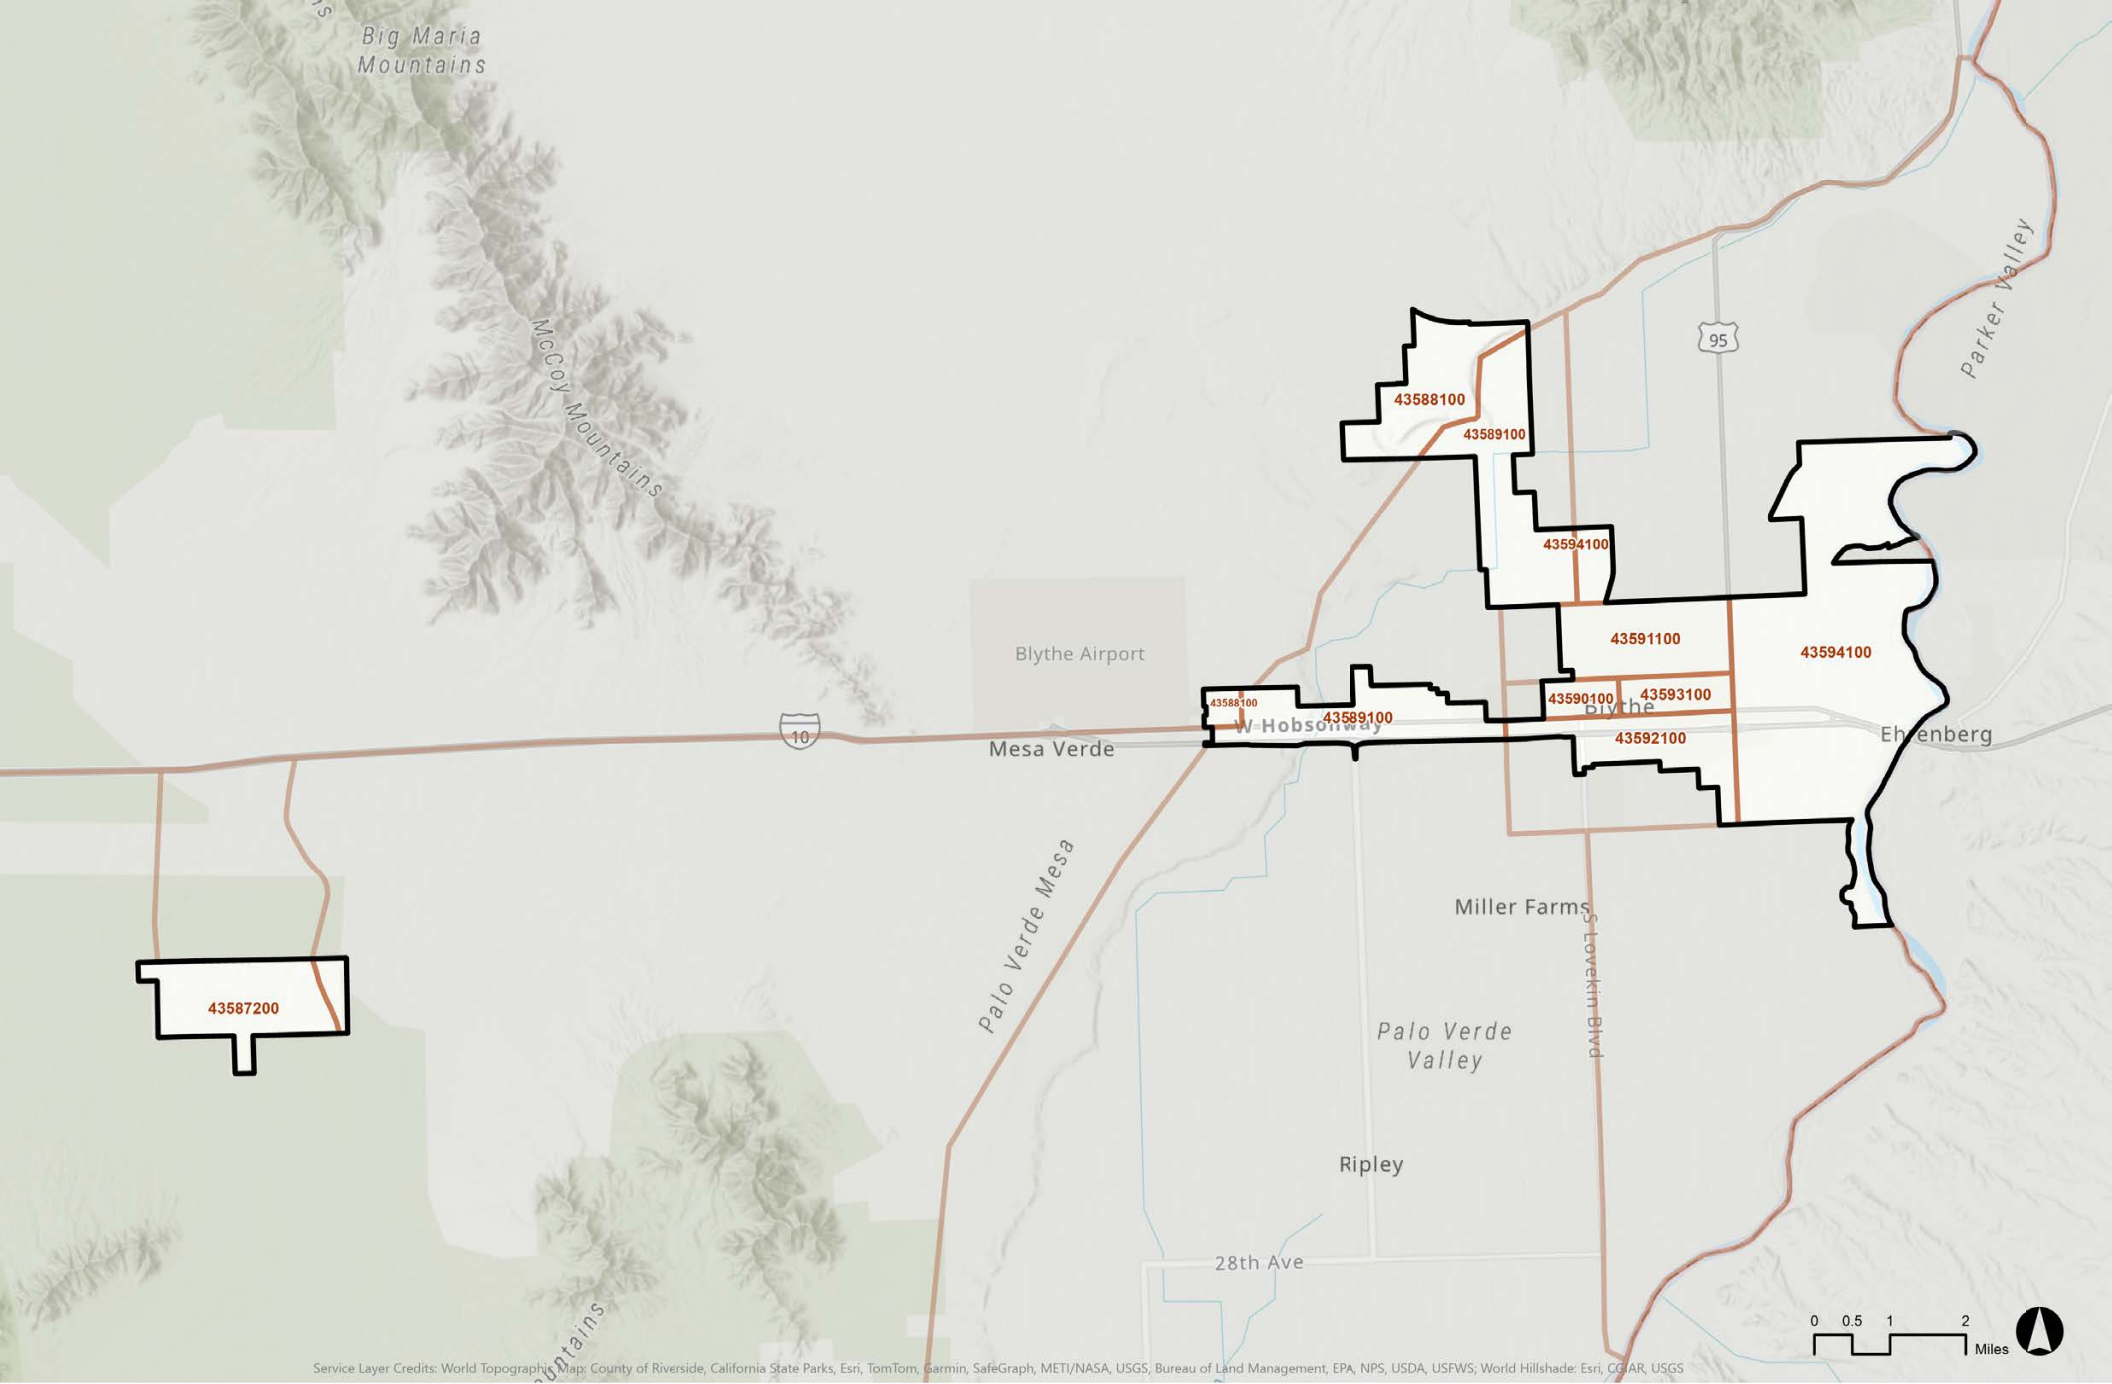 ns
Big Maria
Mountains
McCoy Mountains
Parker Valley
95
43588100
43589100
43594100
43591100
43594100
Blythe Airport
43590100
43593100
43588100
Blythe
43589100
W Hobsonway
10
Mesa Verde
43592100
Ehrenberg
Palo Verde Mesa
Miller Farms
S Lovekin Blvd
43587200
Palo Verde
Valley
Ripley
28th Ave
ountains
0 0.5 1 2
Miles
Service Layer Credits: World Topographic Map: County of Riverside, California State Parks, Esri, TomTom, Garmin, SafeGraph, METI/NASA, USGS, Bureau of Land Management, EPA, NPS, USDA, USFWS; World Hillshade: Esri, CGIAR, USGS